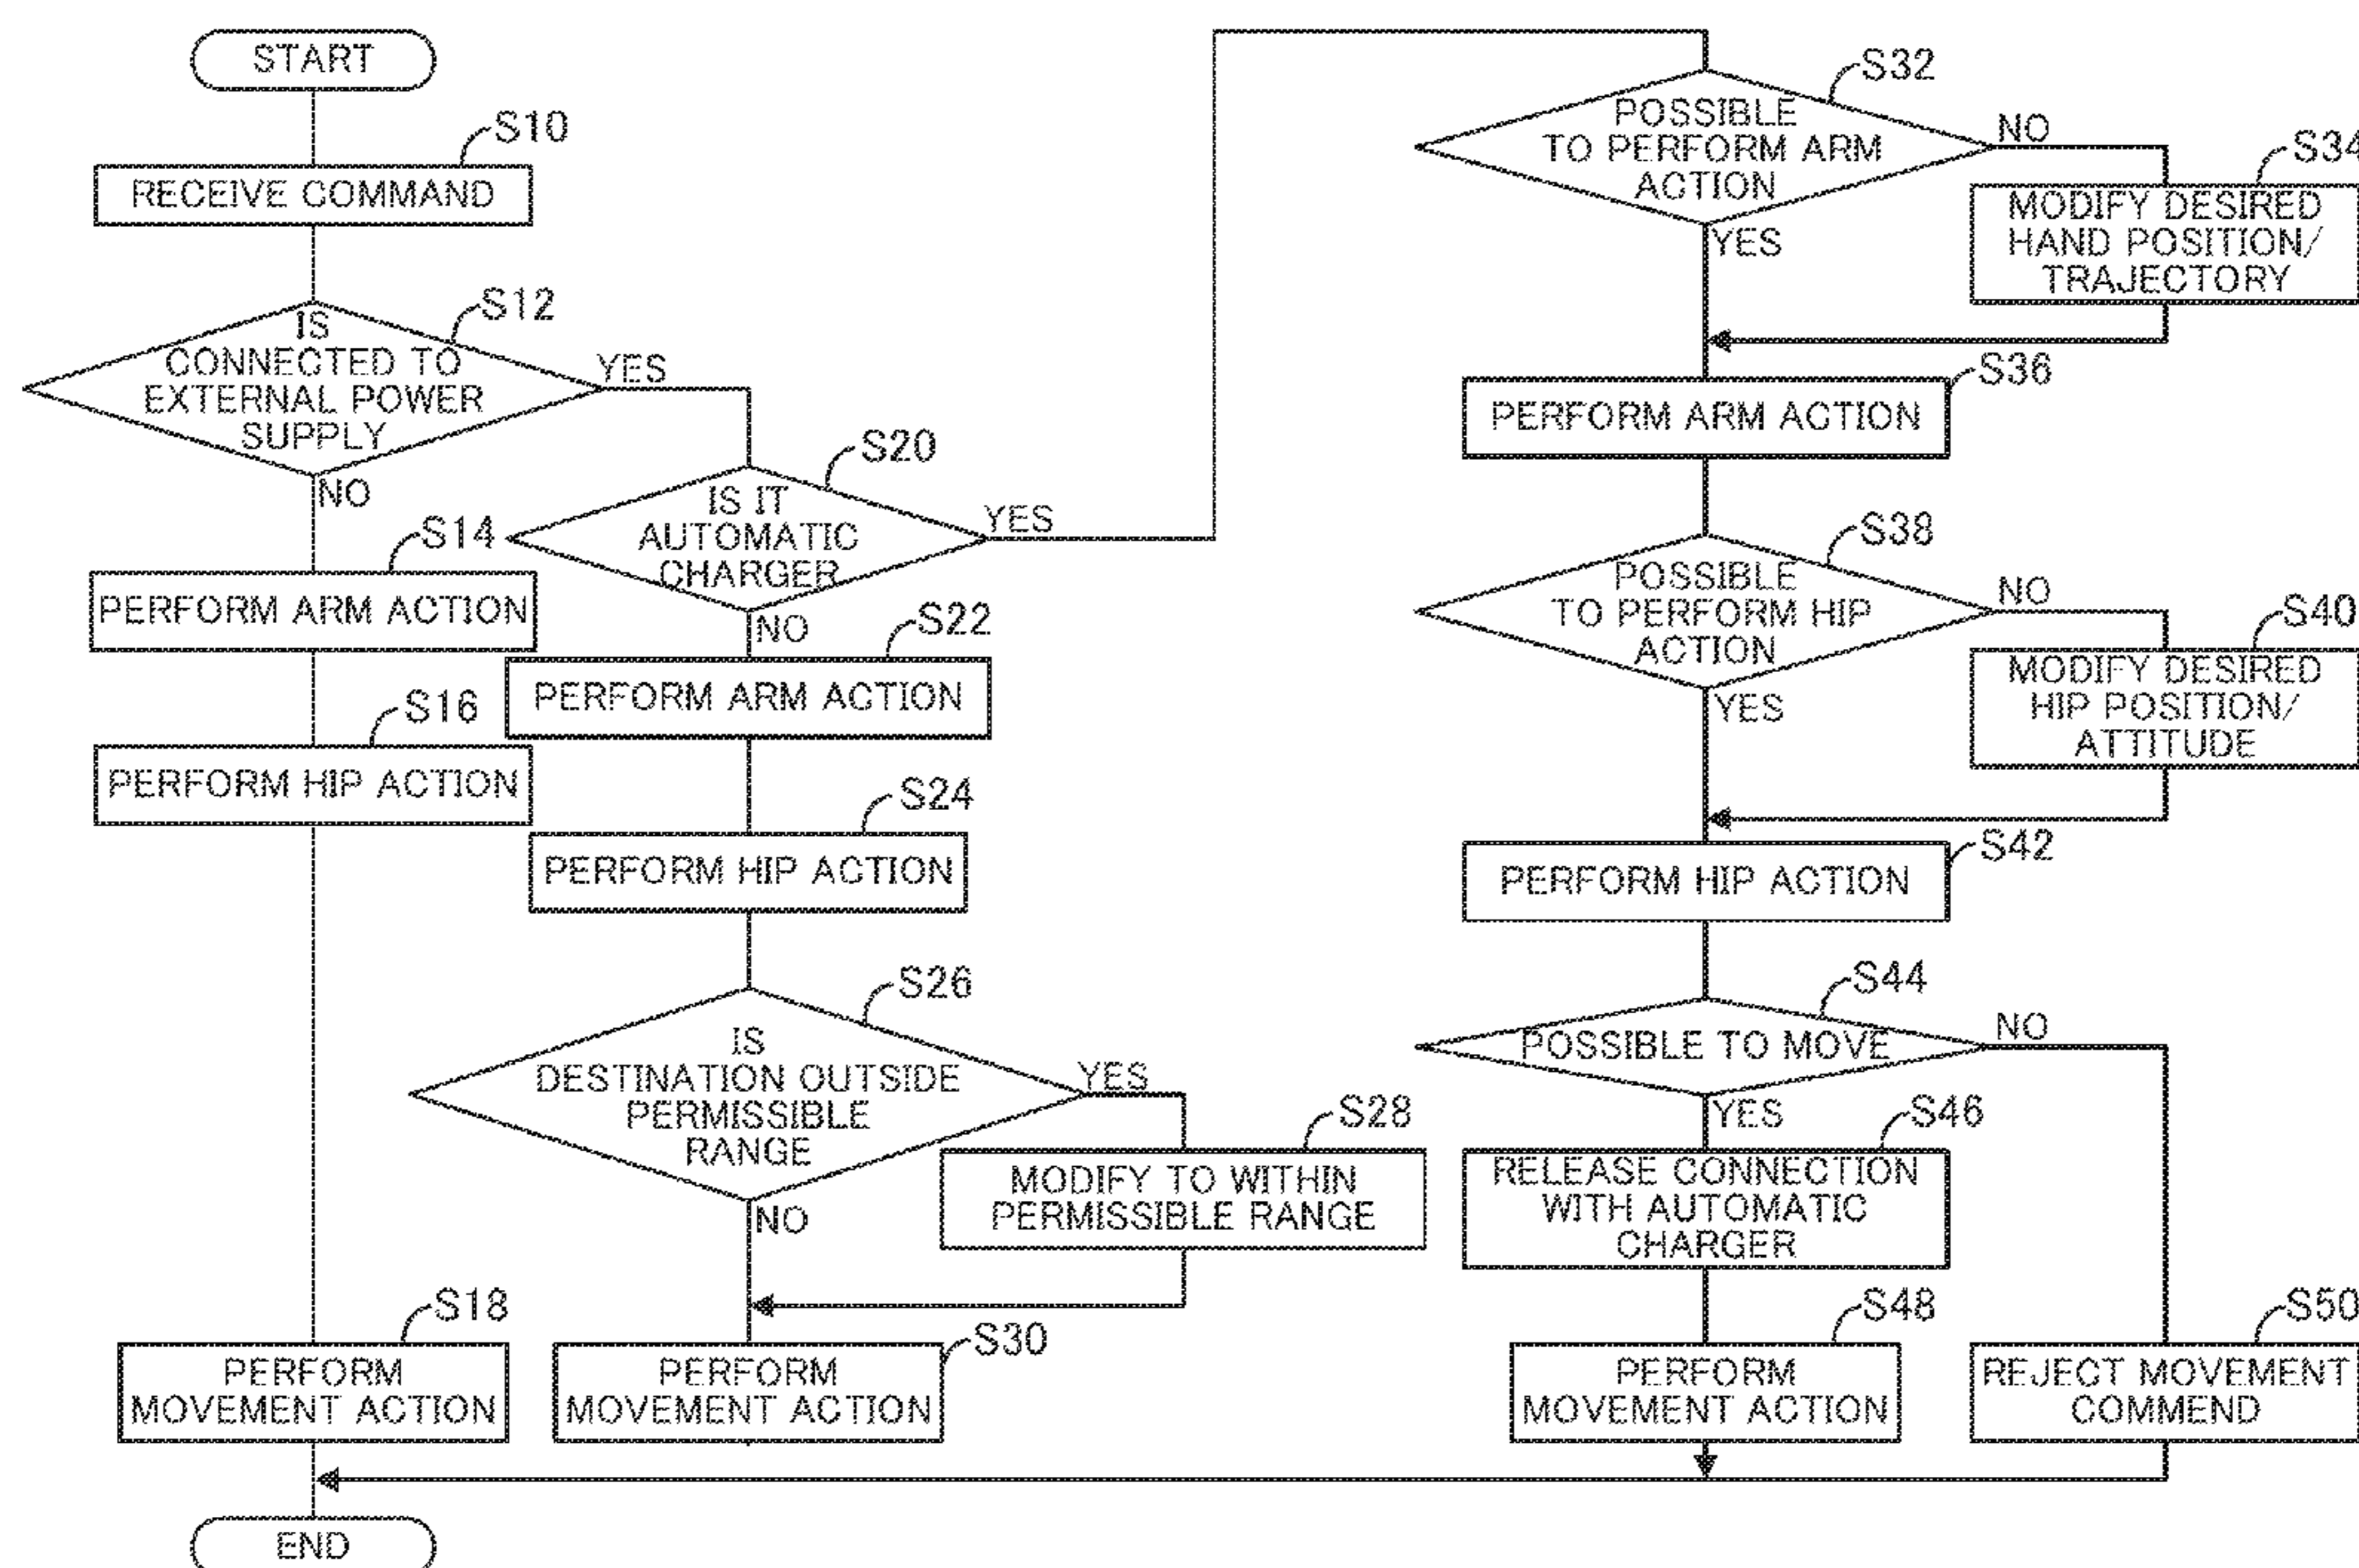 START
S10
RECEIVE COMMAND
S12
IS
CONNECTED TO
EXTERNAL POWER
SUPPLY
YES
NO
S14
PERFORM ARM ACTION
S16
PERFORM HIP ACTION
S18
PERFORM
MOVEMENT ACTION
END
S20
IS IT
AUTOMATIC
CHARGER
YES
NO
S22
PERFORM ARM ACTION
S24
PERFORM HIP ACTION
S26
IS
DESTINATION OUTSIDE
PERMISSIBLE
RANGE
YES
NO
S28
MODIFY TO WITHIN
PERMISSIBLE RANGE
S30
PERFORM
MOVEMENT ACTION
S32
POSSIBLE
TO PERFORM ARM
ACTION
NO
YES
S34
MODIFY DESIRED
HAND POSITION/
TRAJECTORY
S36
PERFORM ARM ACTION
S38
POSSIBLE
TO PERFORM HIP
ACTION
NO
YES
S40
MODIFY DESIRED
HIP POSITION/
ATTITUDE
S42
PERFORM HIP ACTION
S44
POSSIBLE TO MOVE
NO
YES
S46
RELEASE CONNECTION
WITH AUTOMATIC
CHARGER
S48
PERFORM
MOVEMENT ACTION
S50
REJECT MOVEMENT
COMMEND